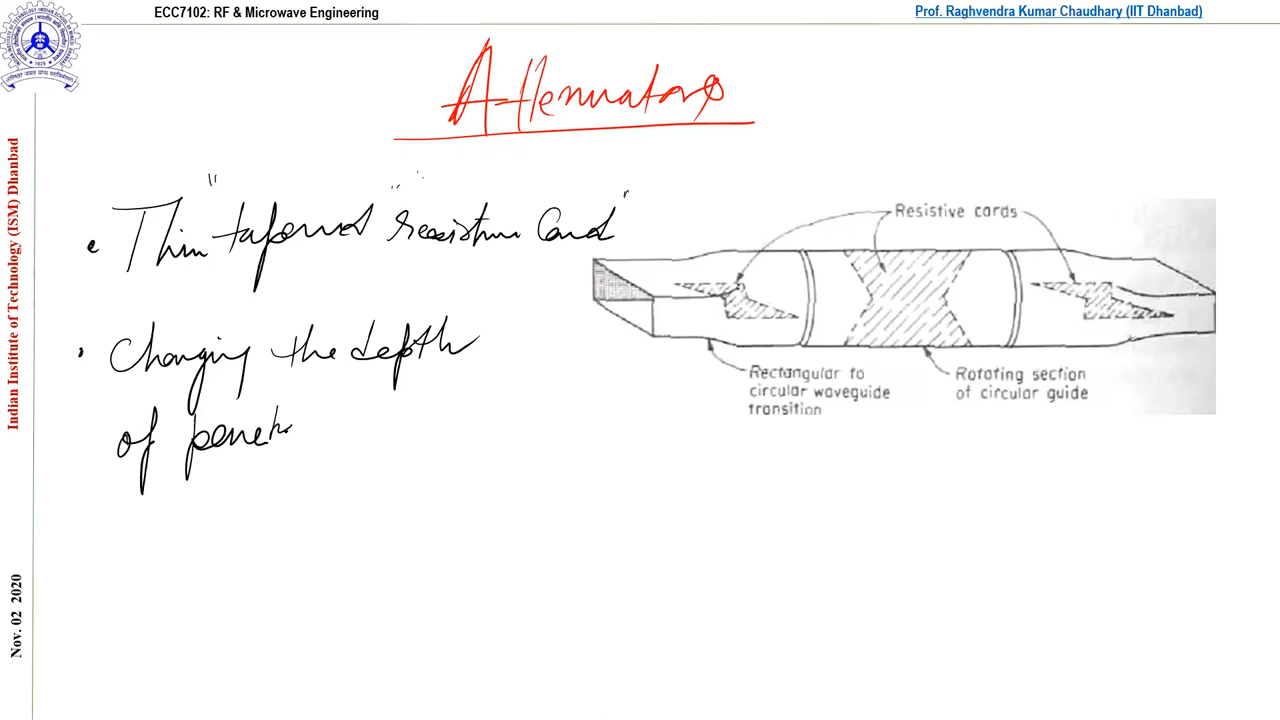 ECC7102: RF & Microwave Engineering
Prof. Raghvendra Kumar Chaudhary (IIT Dhanbad)
Indian Institute of Technology (ISM) Dhanbad
Nov. 02 2020
Attenuators
• Thin "tapered" "resistive Card"
• Changing the depth
of penet
Resistive cards
Rectangular to
circular waveguide
transition
Rotating section
of circular guide